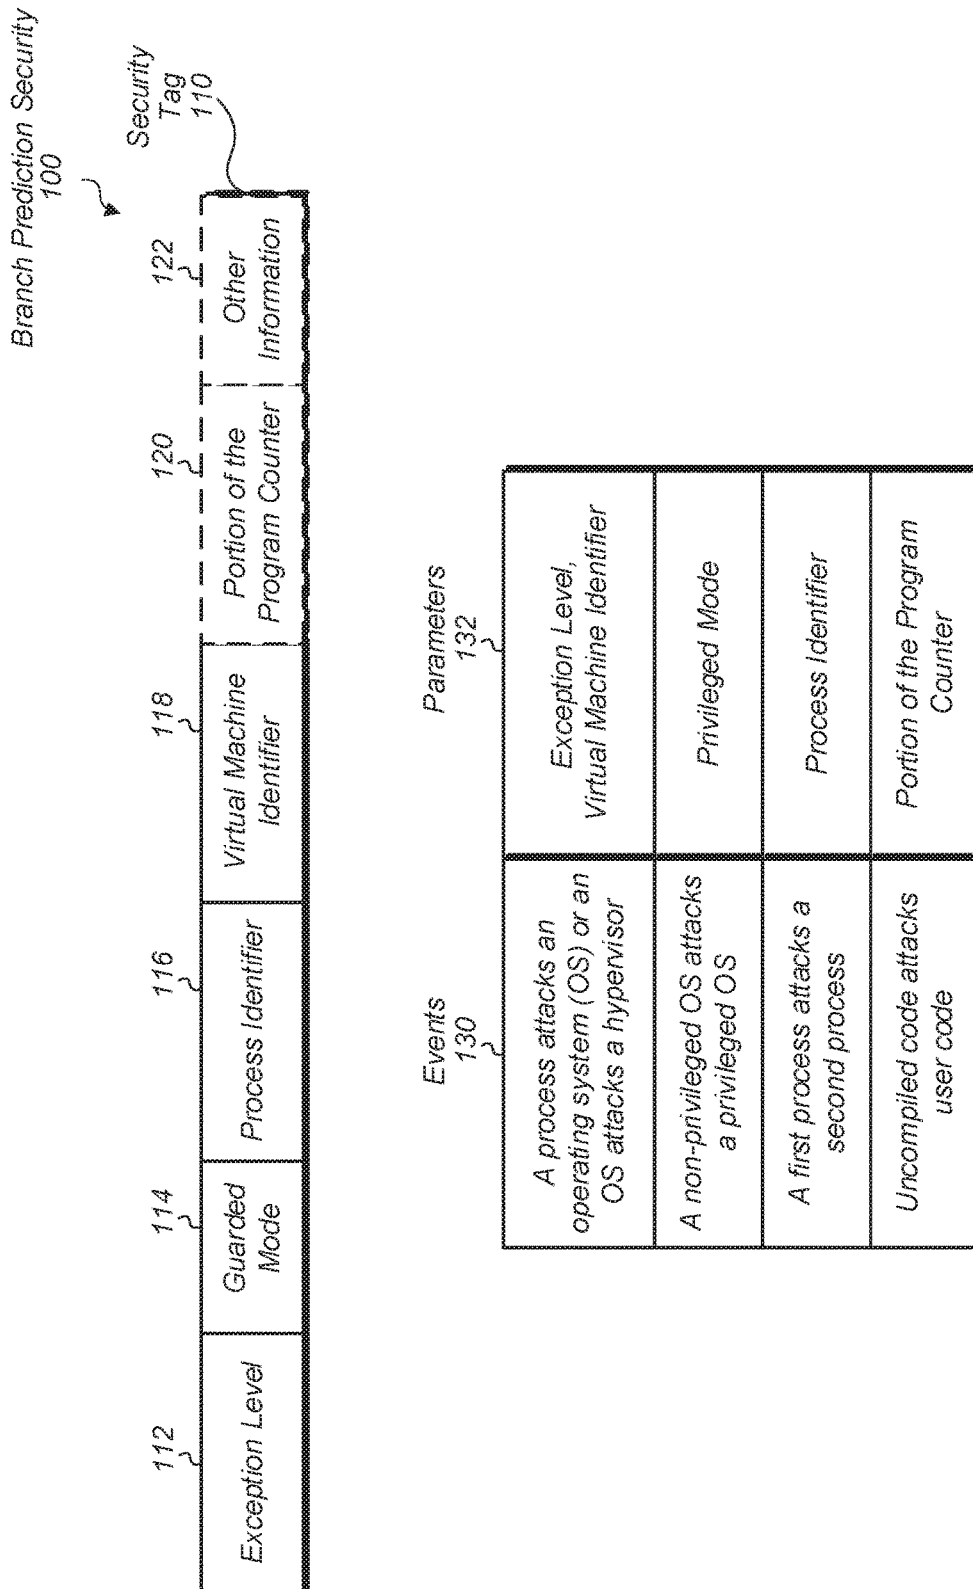 Branch Prediction Security
100
Security
Tag
110
112
114
116
118
120
122
Exception Level
Guarded
Mode
Process Identifier
Virtual Machine
Identifier
Portion of the
Program Counter
Other
Information
Events
130
Parameters
132
A process attacks an
operating system (OS) or an
OS attacks a hypervisor
Exception Level,
Virtual Machine Identifier
A non-privileged OS attacks
a privileged OS
Privileged Mode
A first process attacks a
second process
Process Identifier
Uncompiled code attacks
user code
Portion of the Program
Counter